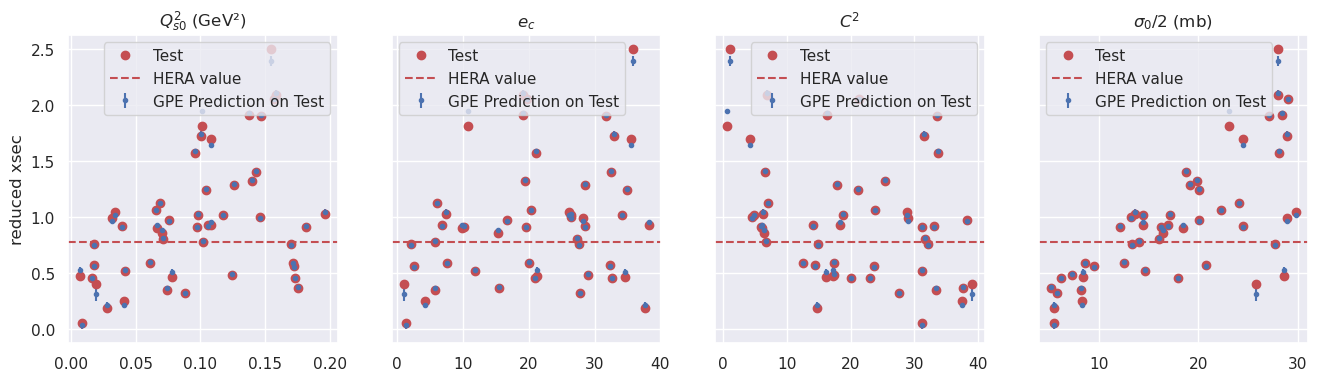 Q²_{s0} (GeV²)
e_c
C²
σ₀/2 (mb)
reduced xsec
2.5
2.0
1.5
1.0
0.5
0.0
Test
HERA value
GPE Prediction on Test
Test
HERA value
GPE Prediction on Test
Test
HERA value
GPE Prediction on Test
Test
HERA value
GPE Prediction on Test
0.00 0.05 0.10 0.15 0.20
0 10 20 30 40
0 10 20 30 40
10 20 30